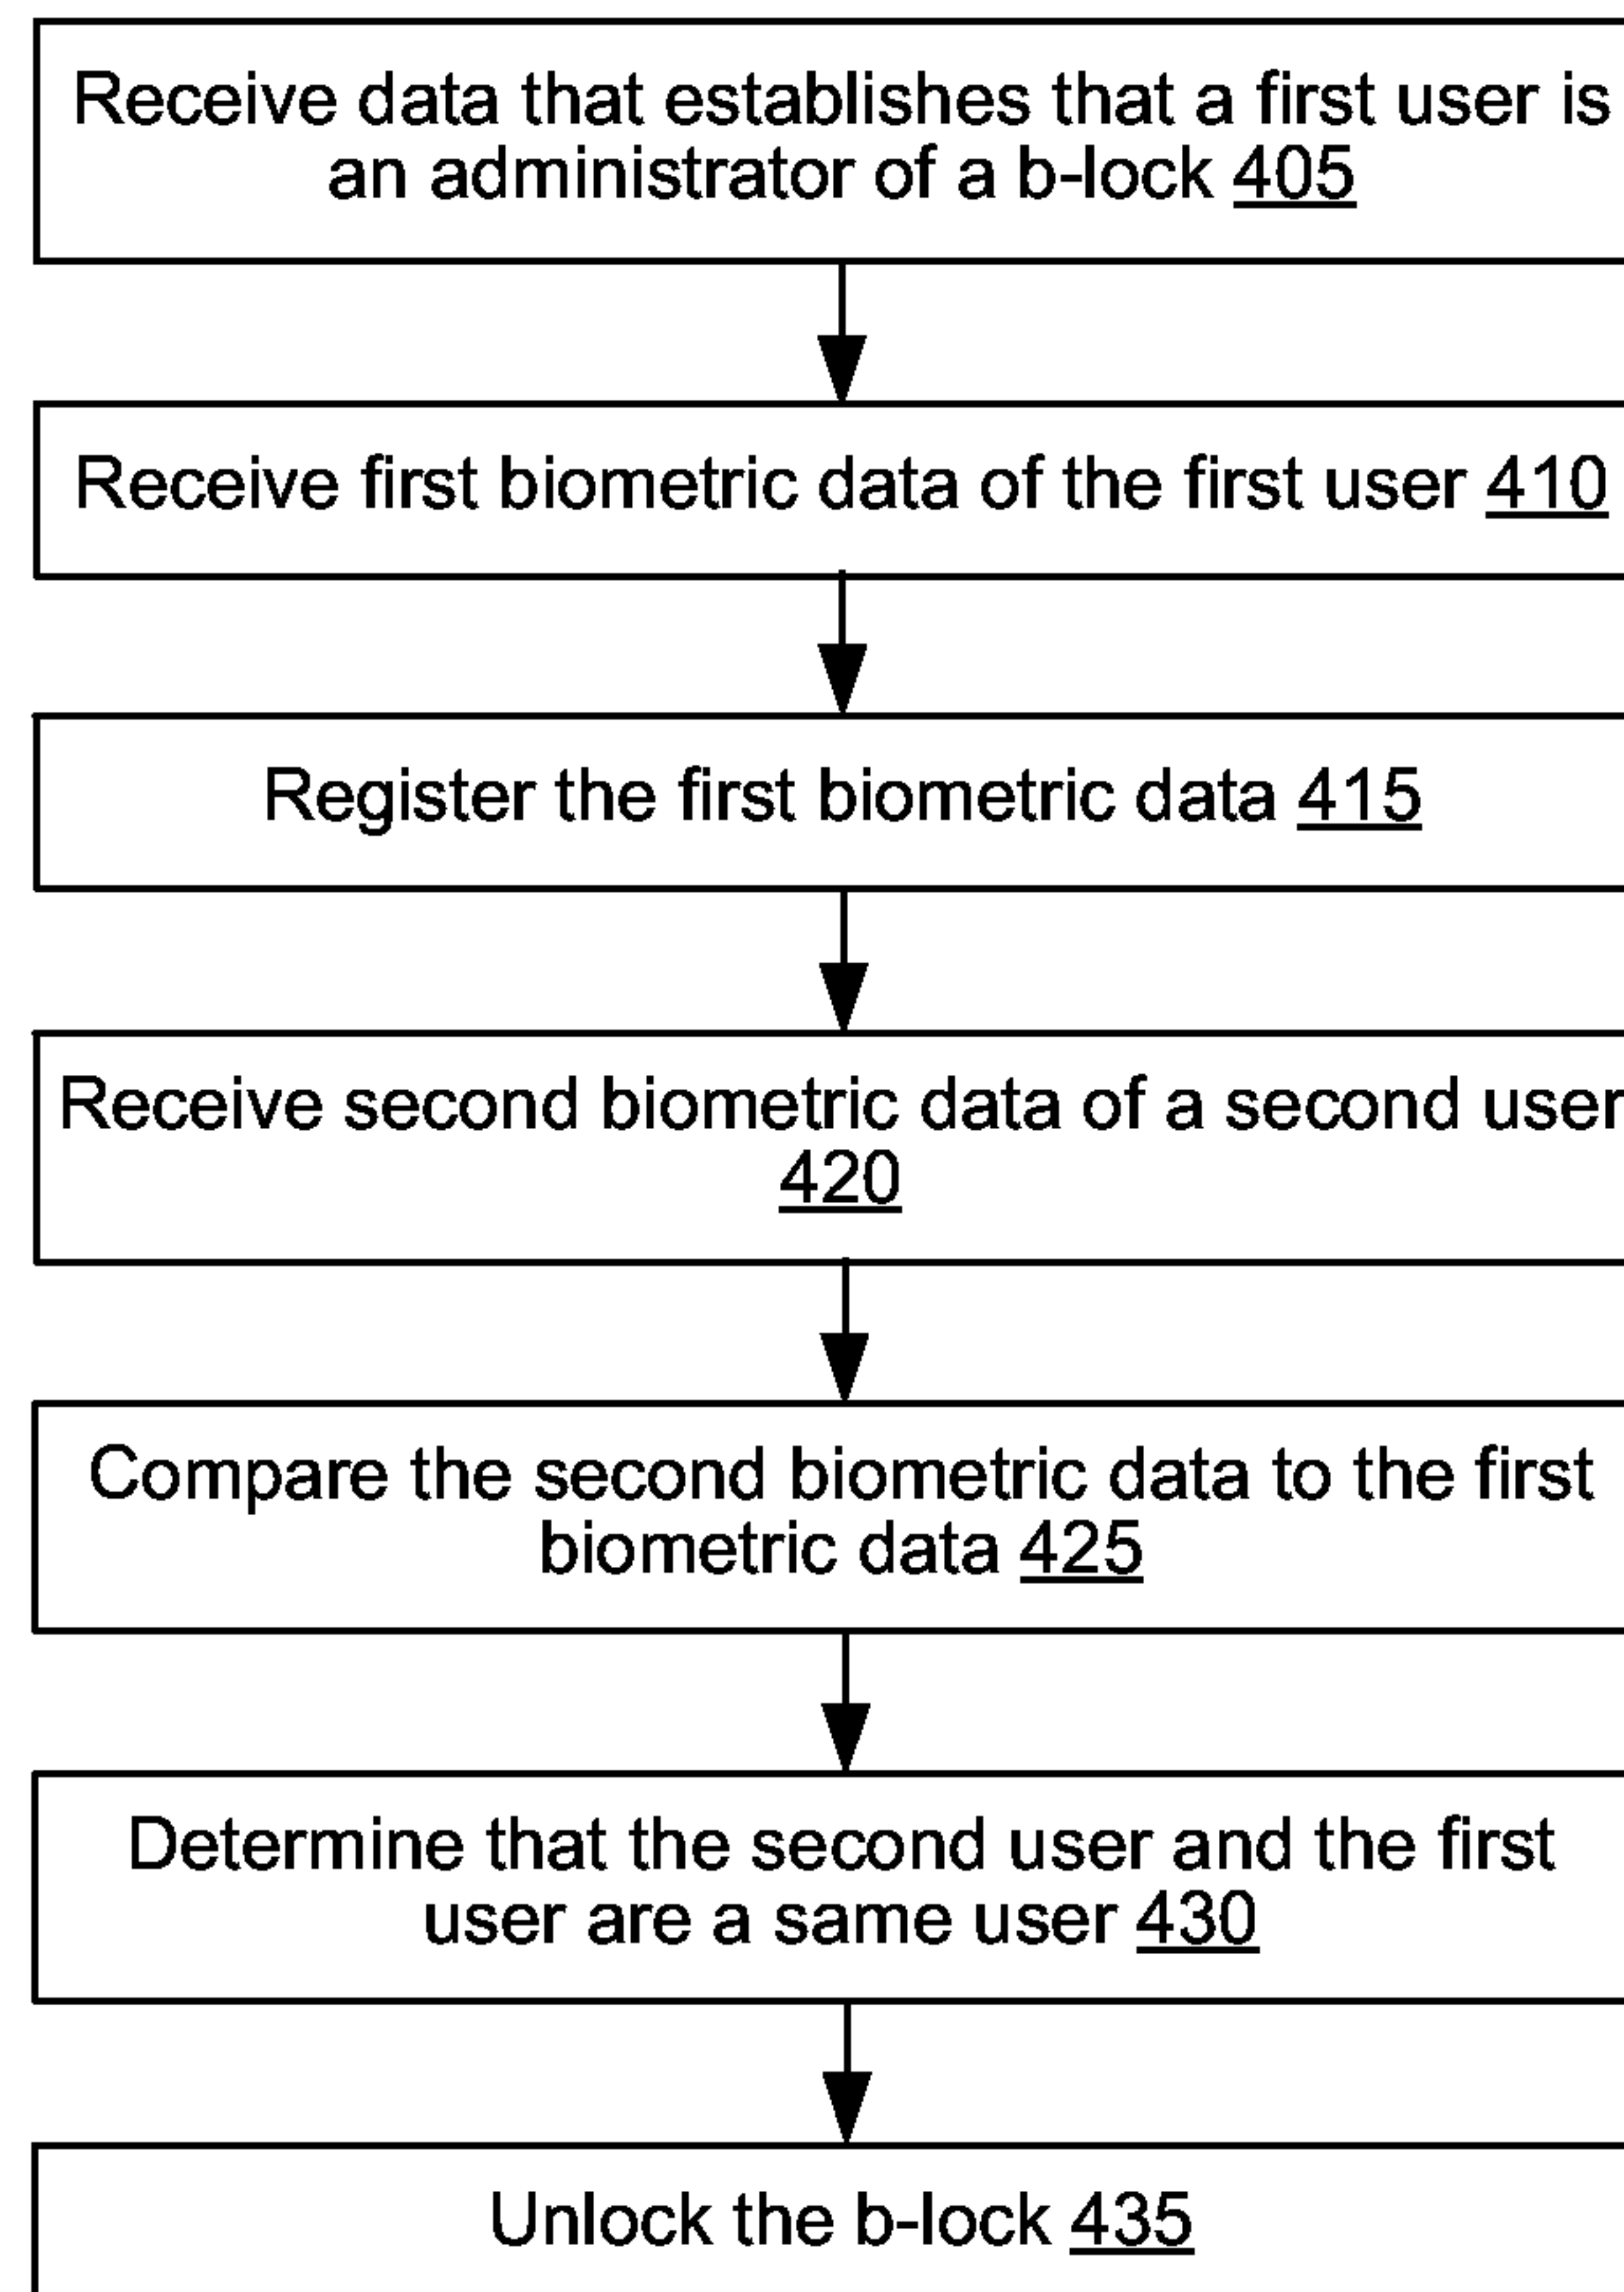 Receive data that establishes that a first user is
an administrator of a b-lock 405
Receive first biometric data of the first user 410
Register the first biometric data 415
Receive second biometric data of a second user
420
Compare the second biometric data to the first
biometric data 425
Determine that the second user and the first
user are a same user 430
Unlock the b-lock 435